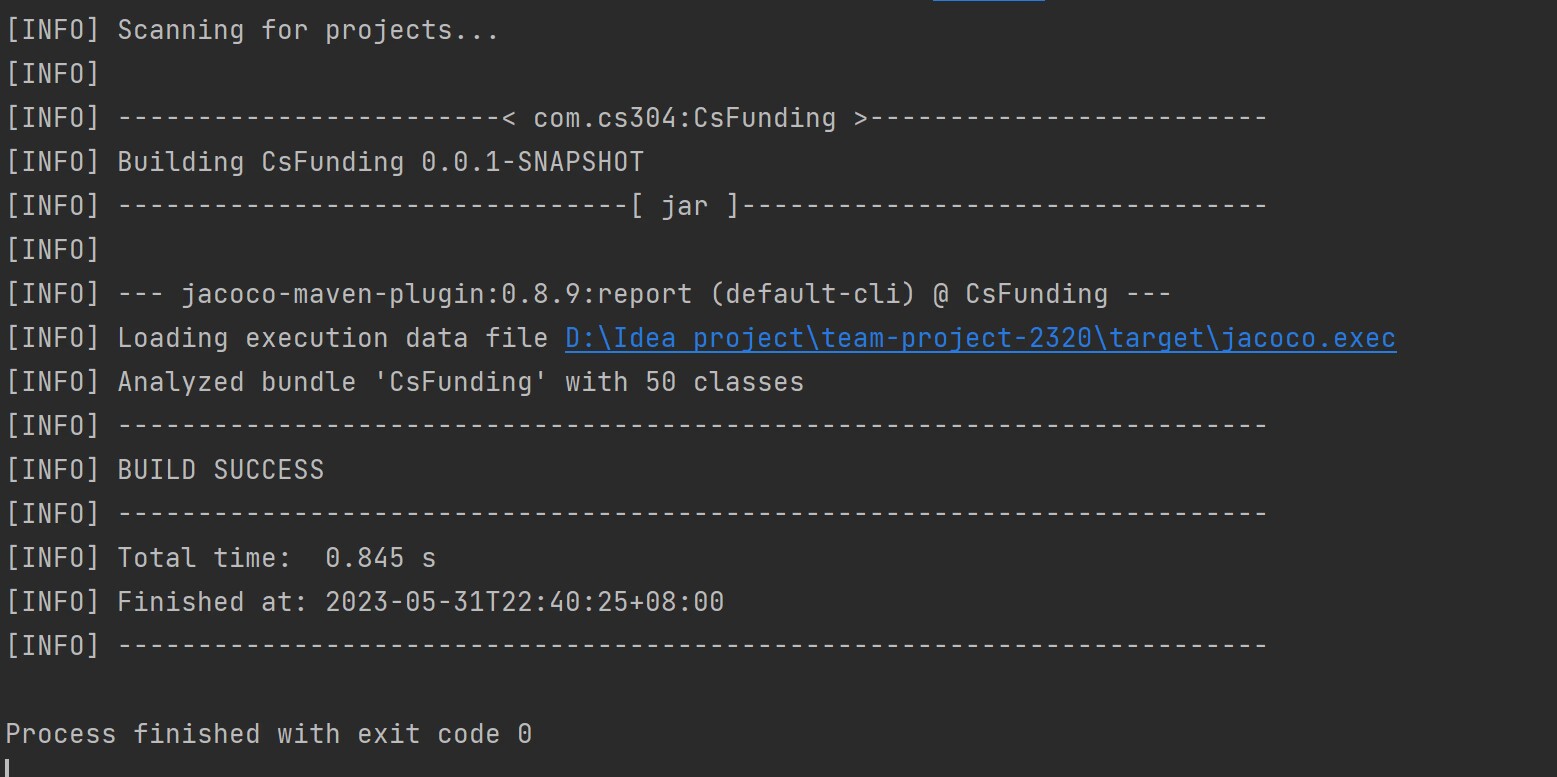 [INFO] Scanning for projects...
[INFO]
[INFO] ------------------------< com.cs304:CsFunding >-------------------------
[INFO] Building CsFunding 0.0.1-SNAPSHOT
[INFO] --------------------------------[ jar ]---------------------------------
[INFO]
[INFO] --- jacoco-maven-plugin:0.8.9:report (default-cli) @ CsFunding ---
[INFO] Loading execution data file D:\Idea_project\team-project-2320\target\jacoco.exec
[INFO] Analyzed bundle 'CsFunding' with 50 classes
[INFO] ------------------------------------------------------------------------
[INFO] BUILD SUCCESS
[INFO] ------------------------------------------------------------------------
[INFO] Total time:  0.845 s
[INFO] Finished at: 2023-05-31T22:40:25+08:00
[INFO] ------------------------------------------------------------------------
Process finished with exit code 0